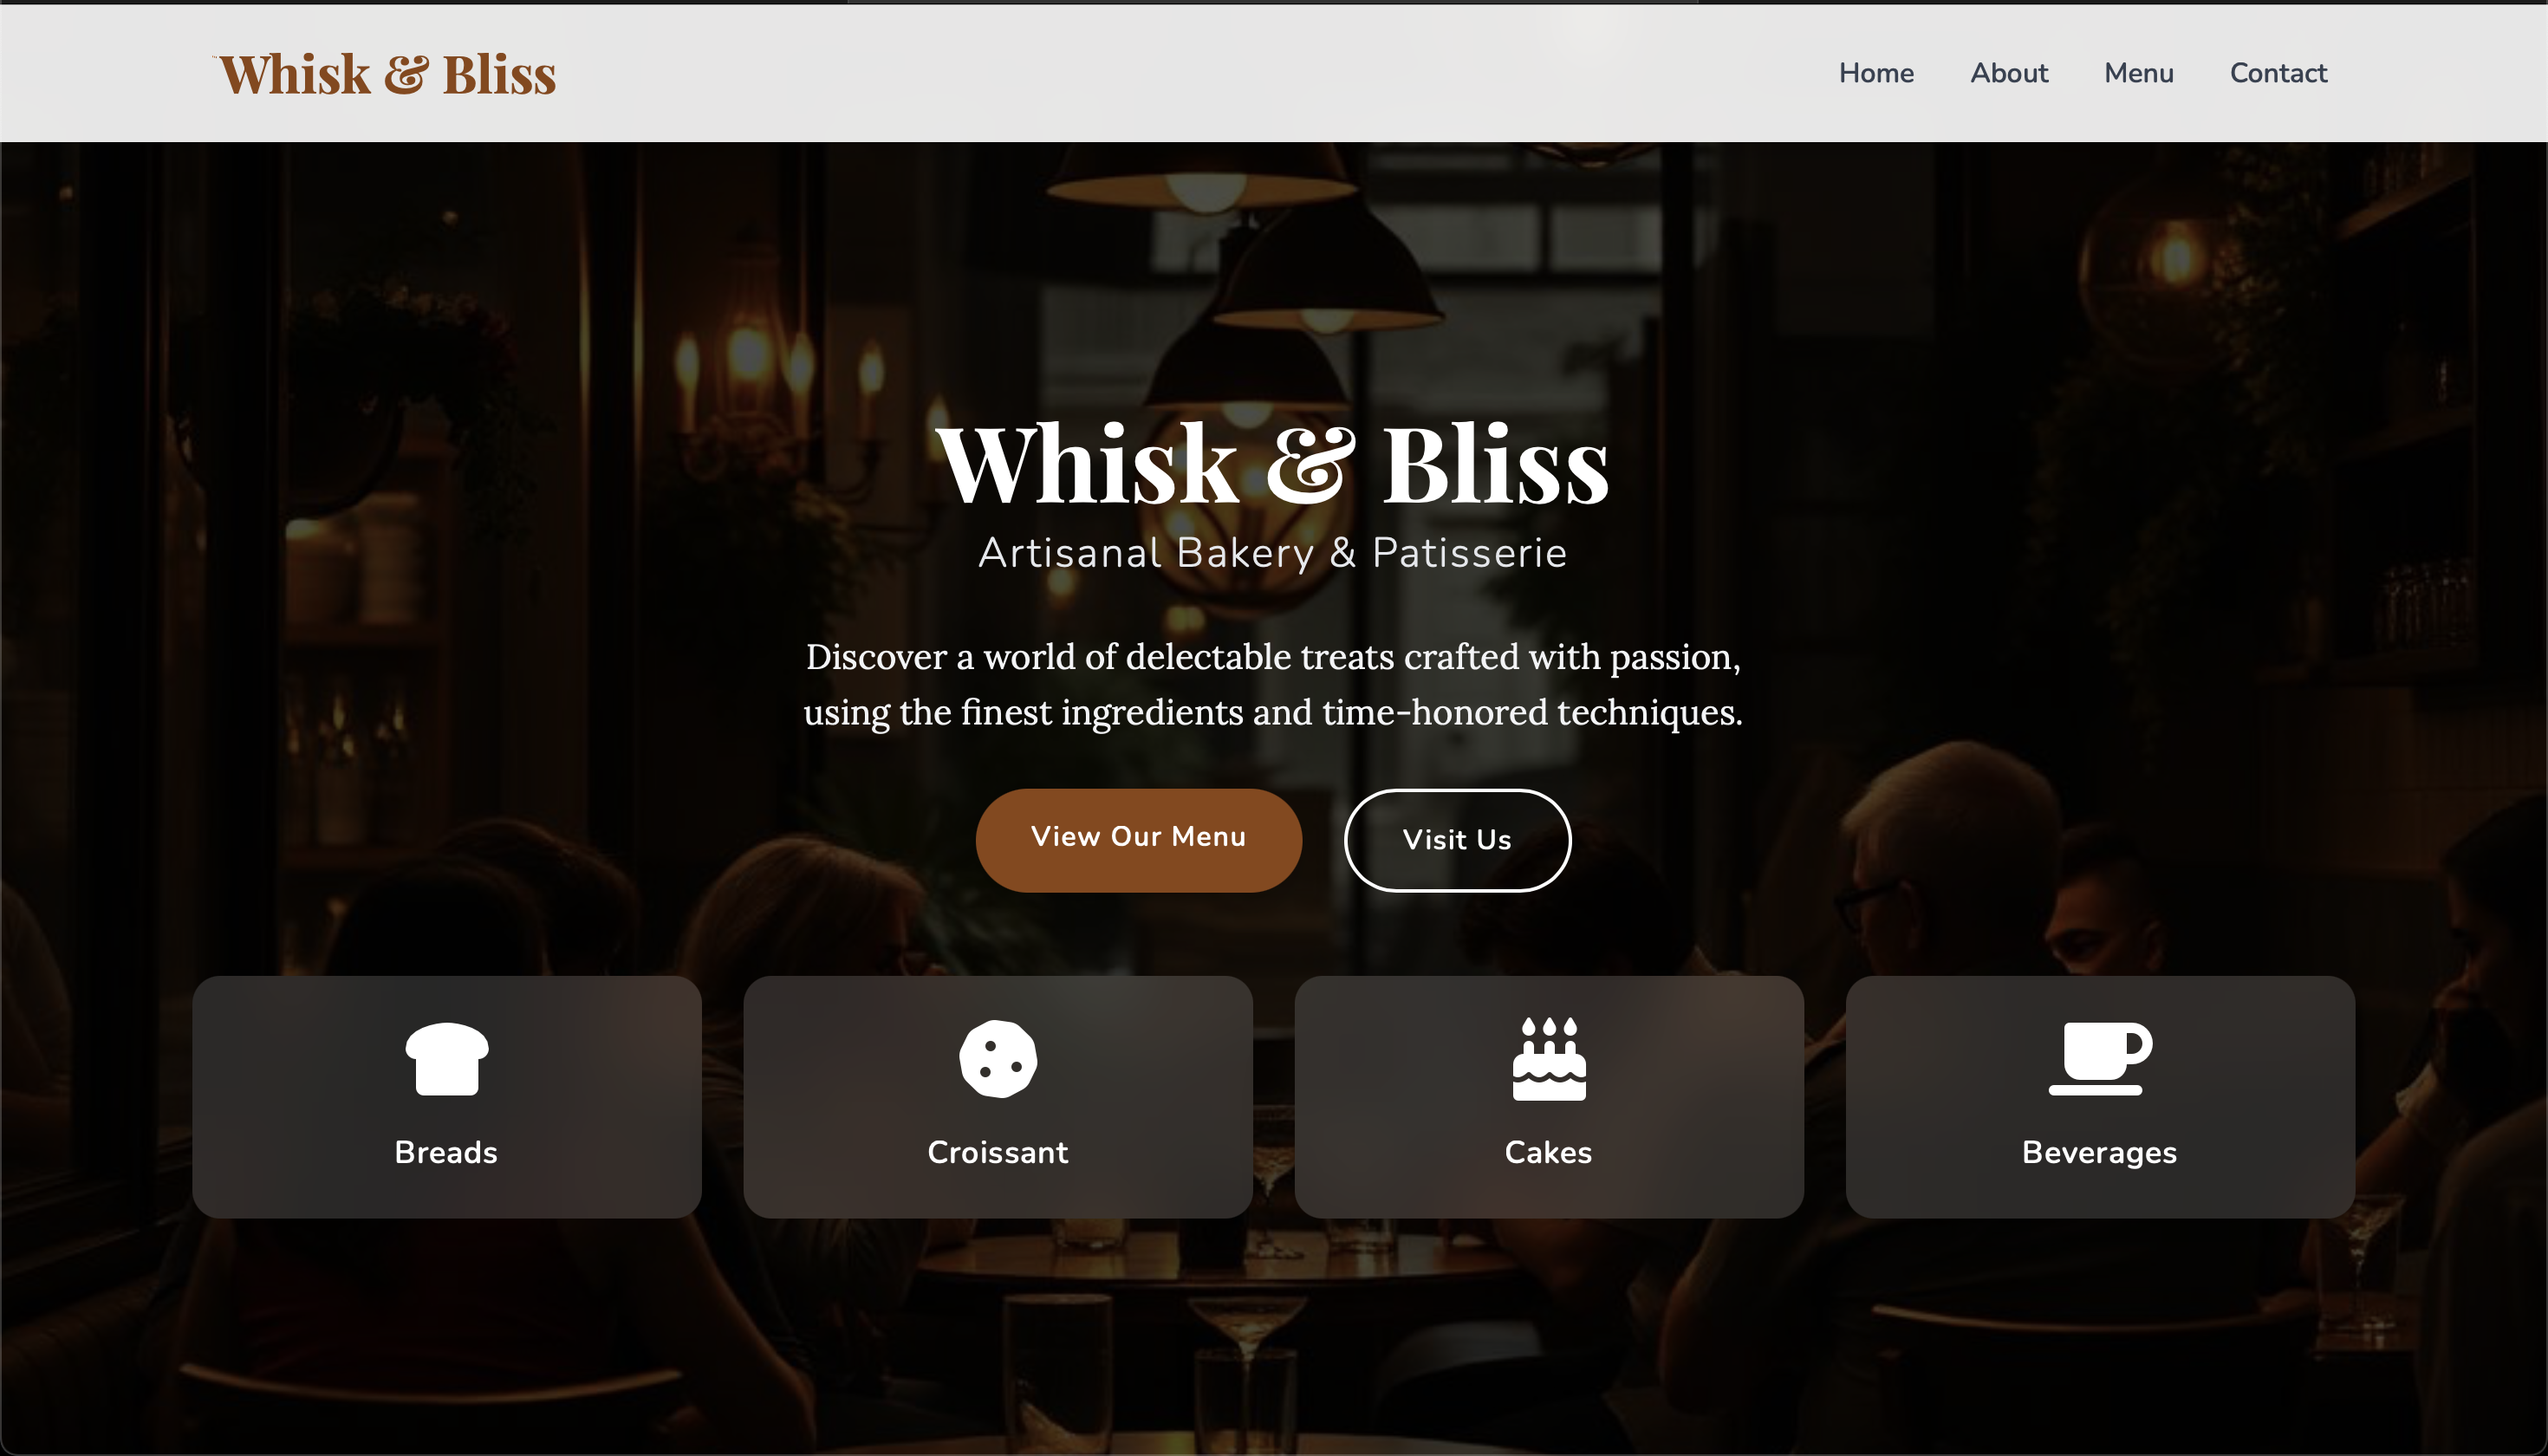 Whisk & Bliss
Home About Menu Contact
Whisk & Bliss
Artisanal Bakery & Patisserie
Discover a world of delectable treats crafted with passion,
using the finest ingredients and time-honored techniques.
View Our Menu Visit Us
Breads Croissant Cakes Beverages